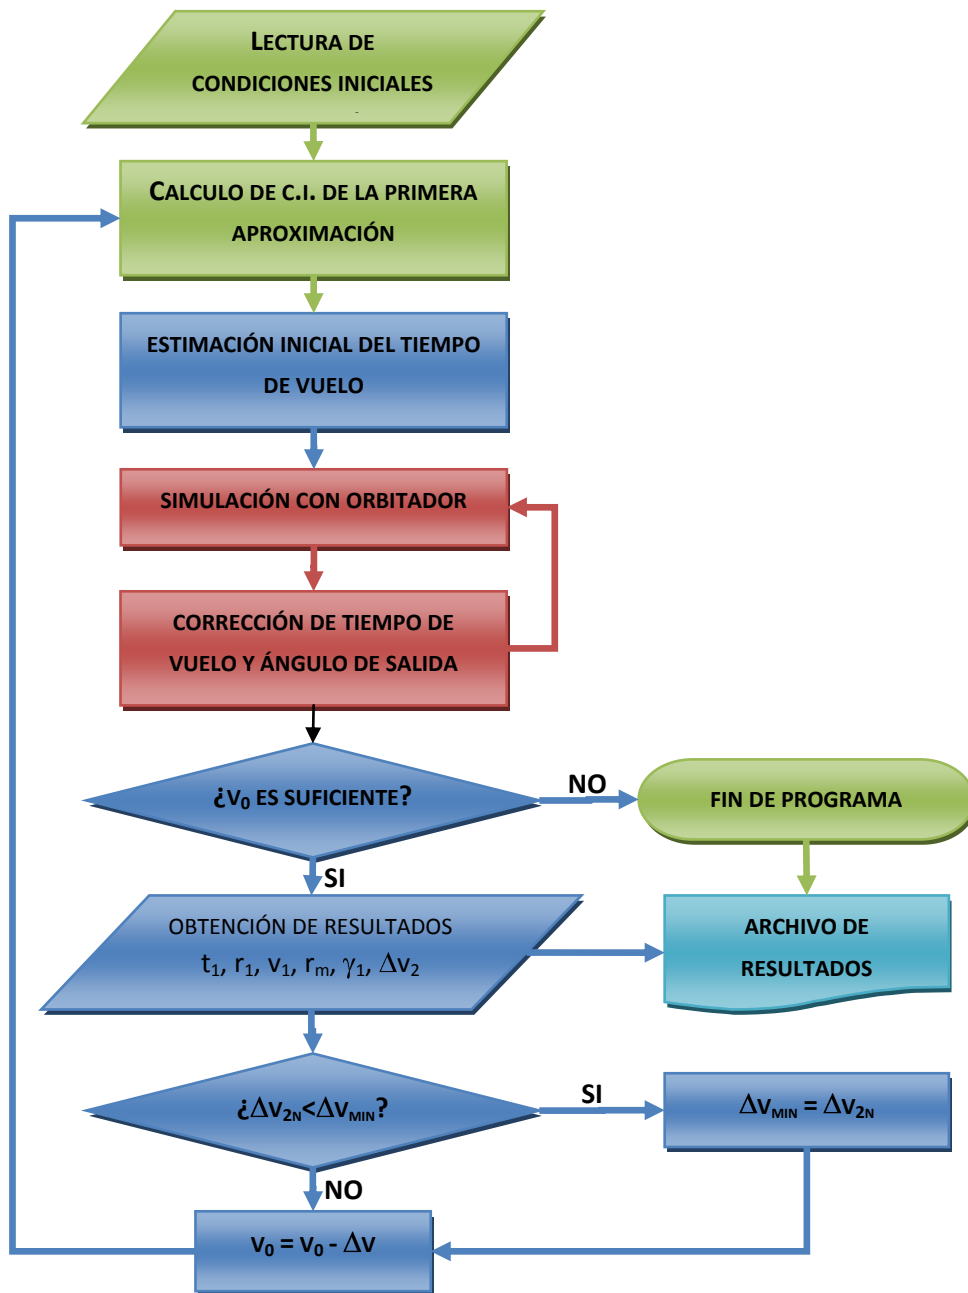 LECTURA DE
CONDICIONES INICIALES
CALCULO DE C.I. DE LA PRIMERA
APROXIMACIÓN
ESTIMACIÓN INICIAL DEL TIEMPO
DE VUELO
SIMULACIÓN CON ORBITADOR
CORRECCIÓN DE TIEMPO DE
VUELO Y ÁNGULO DE SALIDA
¿V₀ ES SUFICIENTE?
NO
FIN DE PROGRAMA
SI
OBTENCIÓN DE RESULTADOS
t₁, r₁, v₁, rₘ, γ₁, Δv₂
ARCHIVO DE
RESULTADOS
¿ΔV₂N<ΔVMIN?
SI
ΔVMIN = ΔV₂N
NO
V₀ = V₀ - ΔV